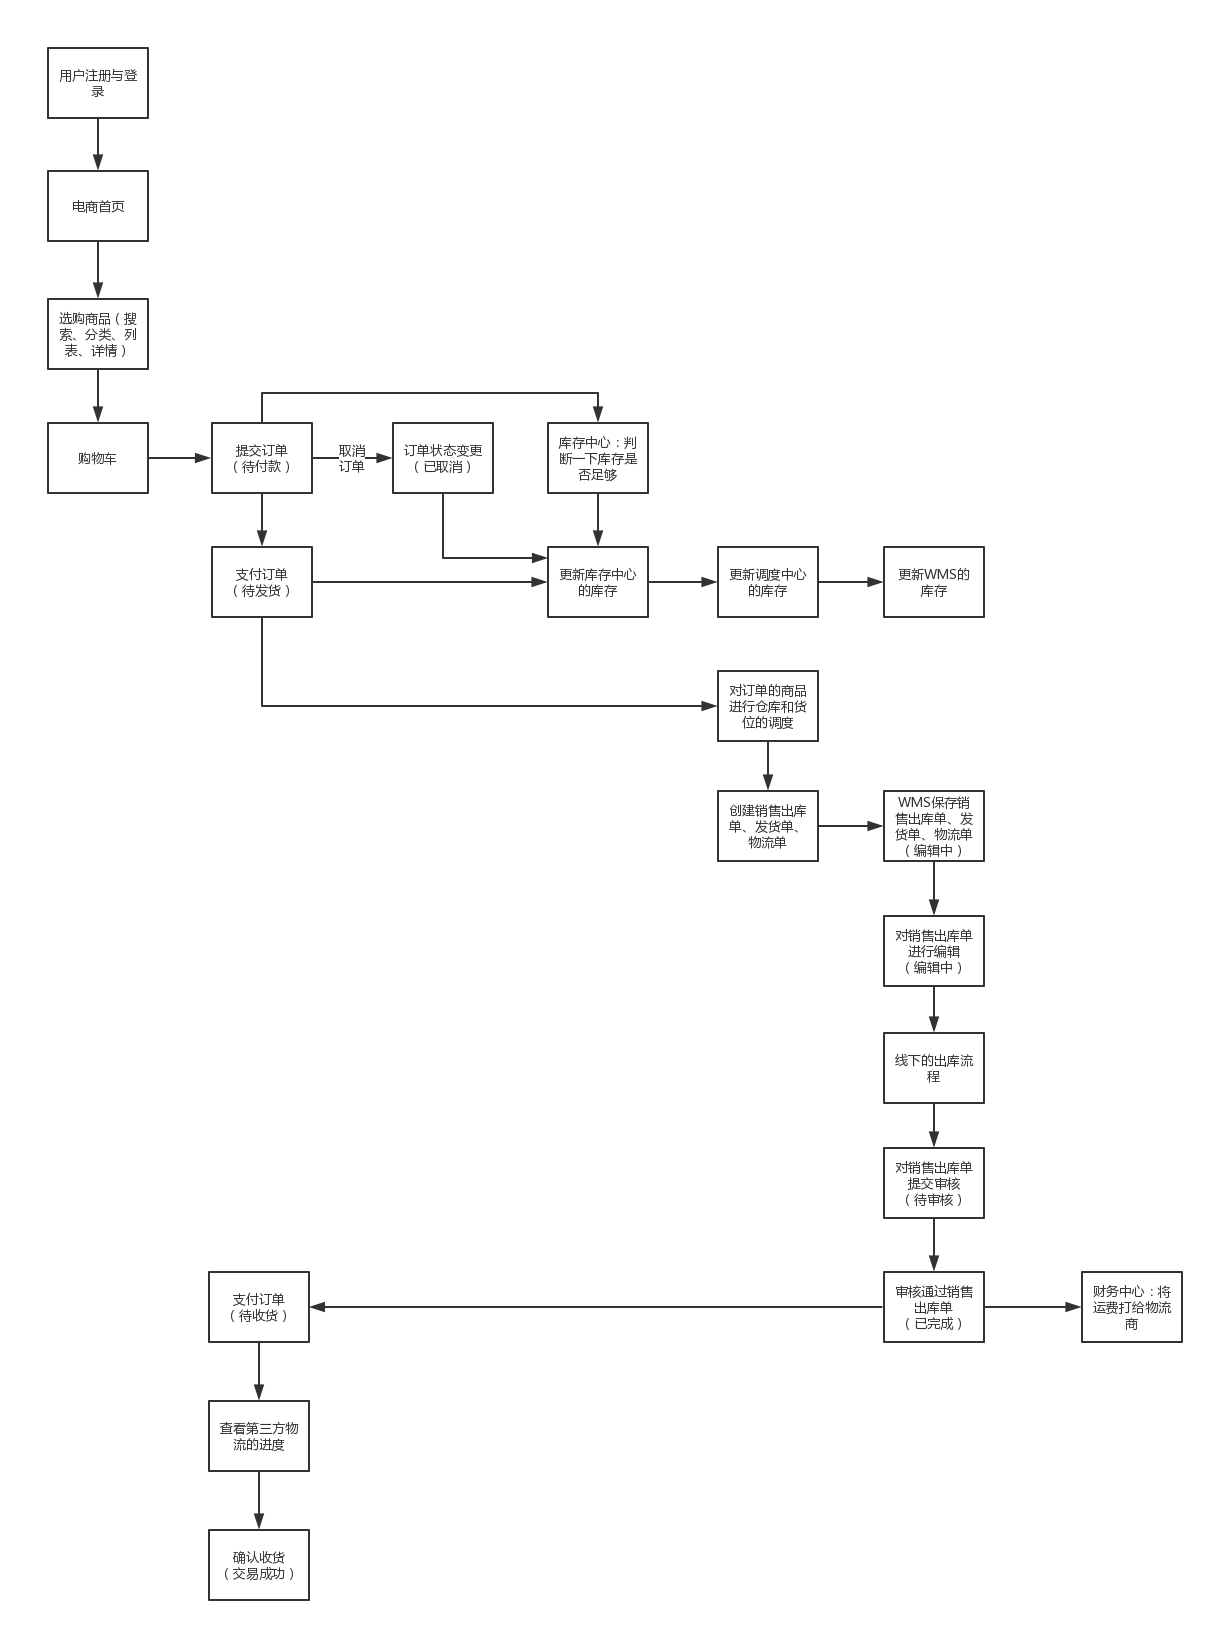 用户注册与登
录
电商首页
选购商品（搜
索、分类、列
表、详情）
购物车
提交订单
（待付款）
取消
订单
订单状态变更
（已取消）
库存中心：判
断一下库存是
否足够
支付订单
（待发货）
更新库存中心
的库存
更新调度中心
的库存
更新WMS的
库存
对订单的商品
进行仓库和货
位的调度
创建销售出库
单、发货单、
物流单
WMS保存销
售出库单、发
货单、物流单
（编辑中）
对销售出库单
进行编辑
（编辑中）
线下的出库流
程
对销售出库单
提交审核
（待审核）
支付订单
（待收货）
审核通过销售
出库单
（已完成）
财务中心：将
运费打给物流
商
查看第三方物
流的进度
确认收货
（交易成功）